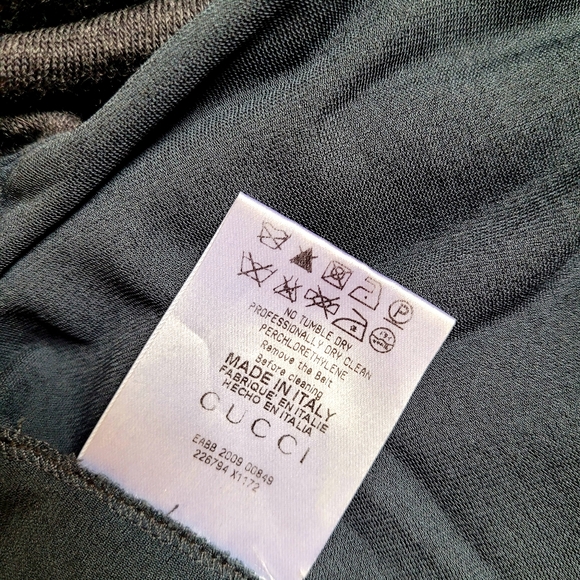 P
NO TUMBLE DRY
PROFESSIONALLY DRY CLEAN
PERCHLORETHYLENE
Remove the Belt
Before Cleaning
MADE IN ITALY
FABRIQUE EN ITALIE
HECHO EN ITALIA
GUCCI
EABB 2009 00849
226794 X1172